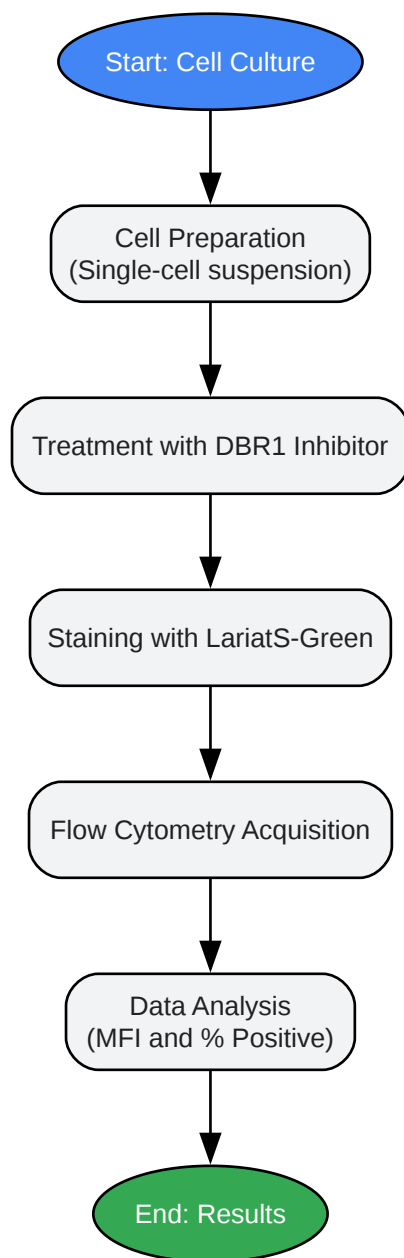 Start: Cell Culture
Cell Preparation
(Single-cell suspension)
Treatment with DBR1 Inhibitor
Staining with LariatS-Green
Flow Cytometry Acquisition
Data Analysis
(MFI and % Positive)
End: Results